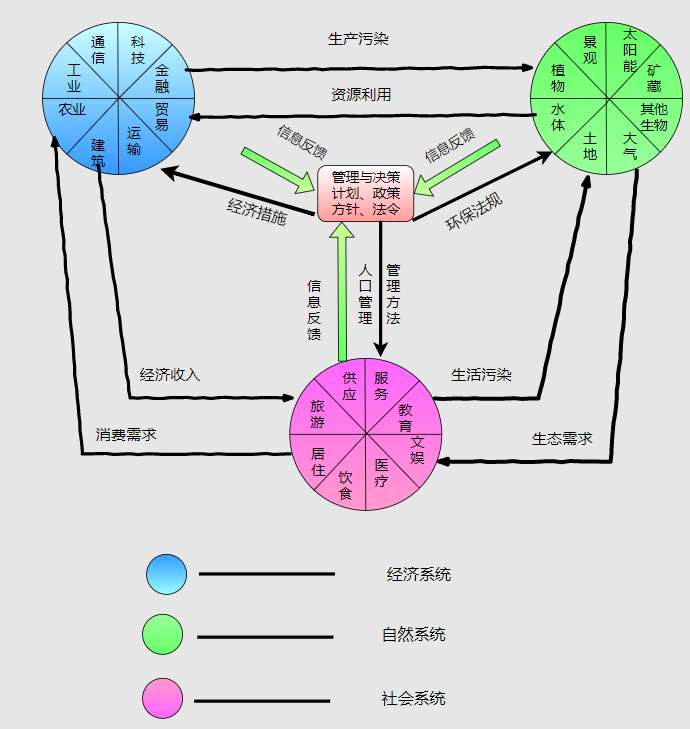 生产污染
资源利用
通信
科技
金融
贸易
运输
建筑
农业
工业
景观
太阳能
矿藏
其他
生物
大气
土地
水体
植物
信息反馈
信息反馈
管理与决策
计划、政策
方针、法令
经济措施
环保法规
信息反馈
人口管理
管理方法
经济收入
消费需求
生活污染
生态需求
供应
服务
教育
文娱
医疗
饮食
居住
旅游
经济系统
自然系统
社会系统